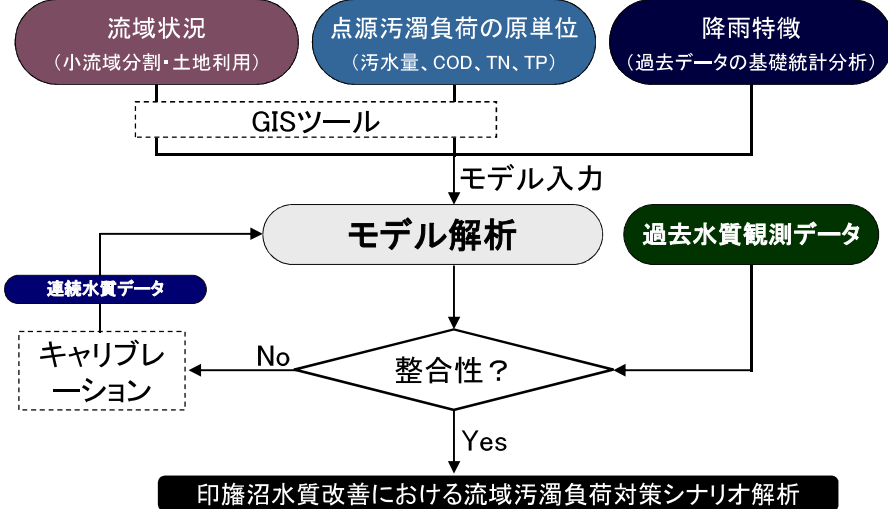 流域状況
(小流域分割・土地利用)
点源汚濁負荷の原単位
(汚水量、COD、TN、TP)
降雨特徴
(過去データの基礎統計分析)
GISツール
モデル入力
モデル解析
過去水質観測データ
連続水質データ
キャリブレ
ーション
No
整合性？
Yes
印旛沼水質改善における流域汚濁負荷対策シナリオ解析